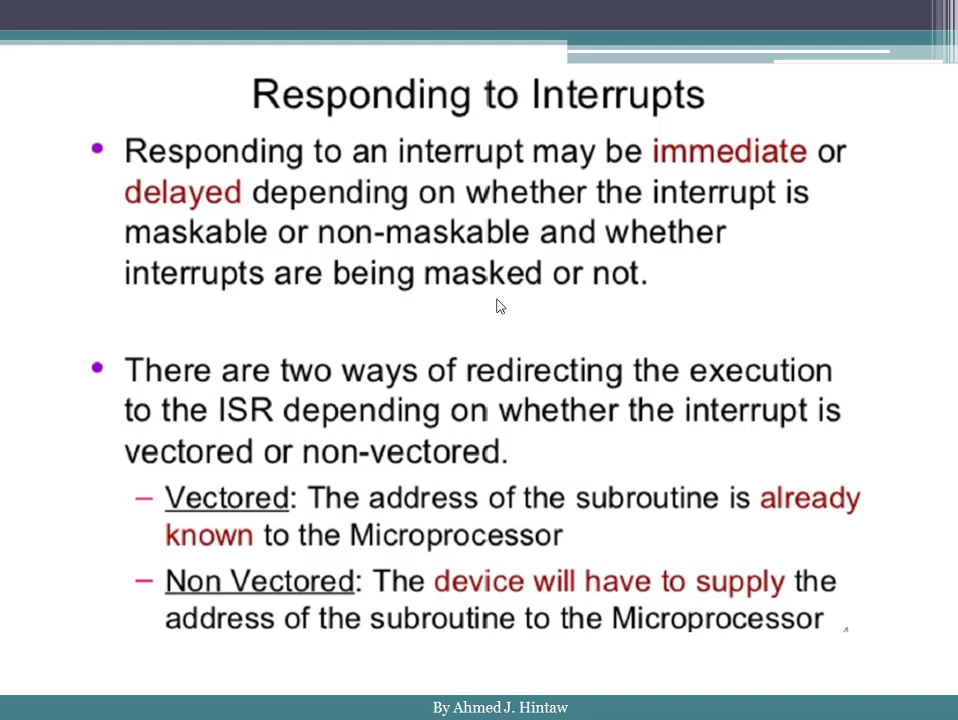 Responding to Interrupts
• Responding to an interrupt may be immediate or
delayed depending on whether the interrupt is
maskable or non-maskable and whether
interrupts are being masked or not.
• There are two ways of redirecting the execution
to the ISR depending on whether the interrupt is
vectored or non-vectored.
– Vectored: The address of the subroutine is already
known to the Microprocessor
– Non Vectored: The device will have to supply the
address of the subroutine to the Microprocessor
By Ahmed J. Hintaw